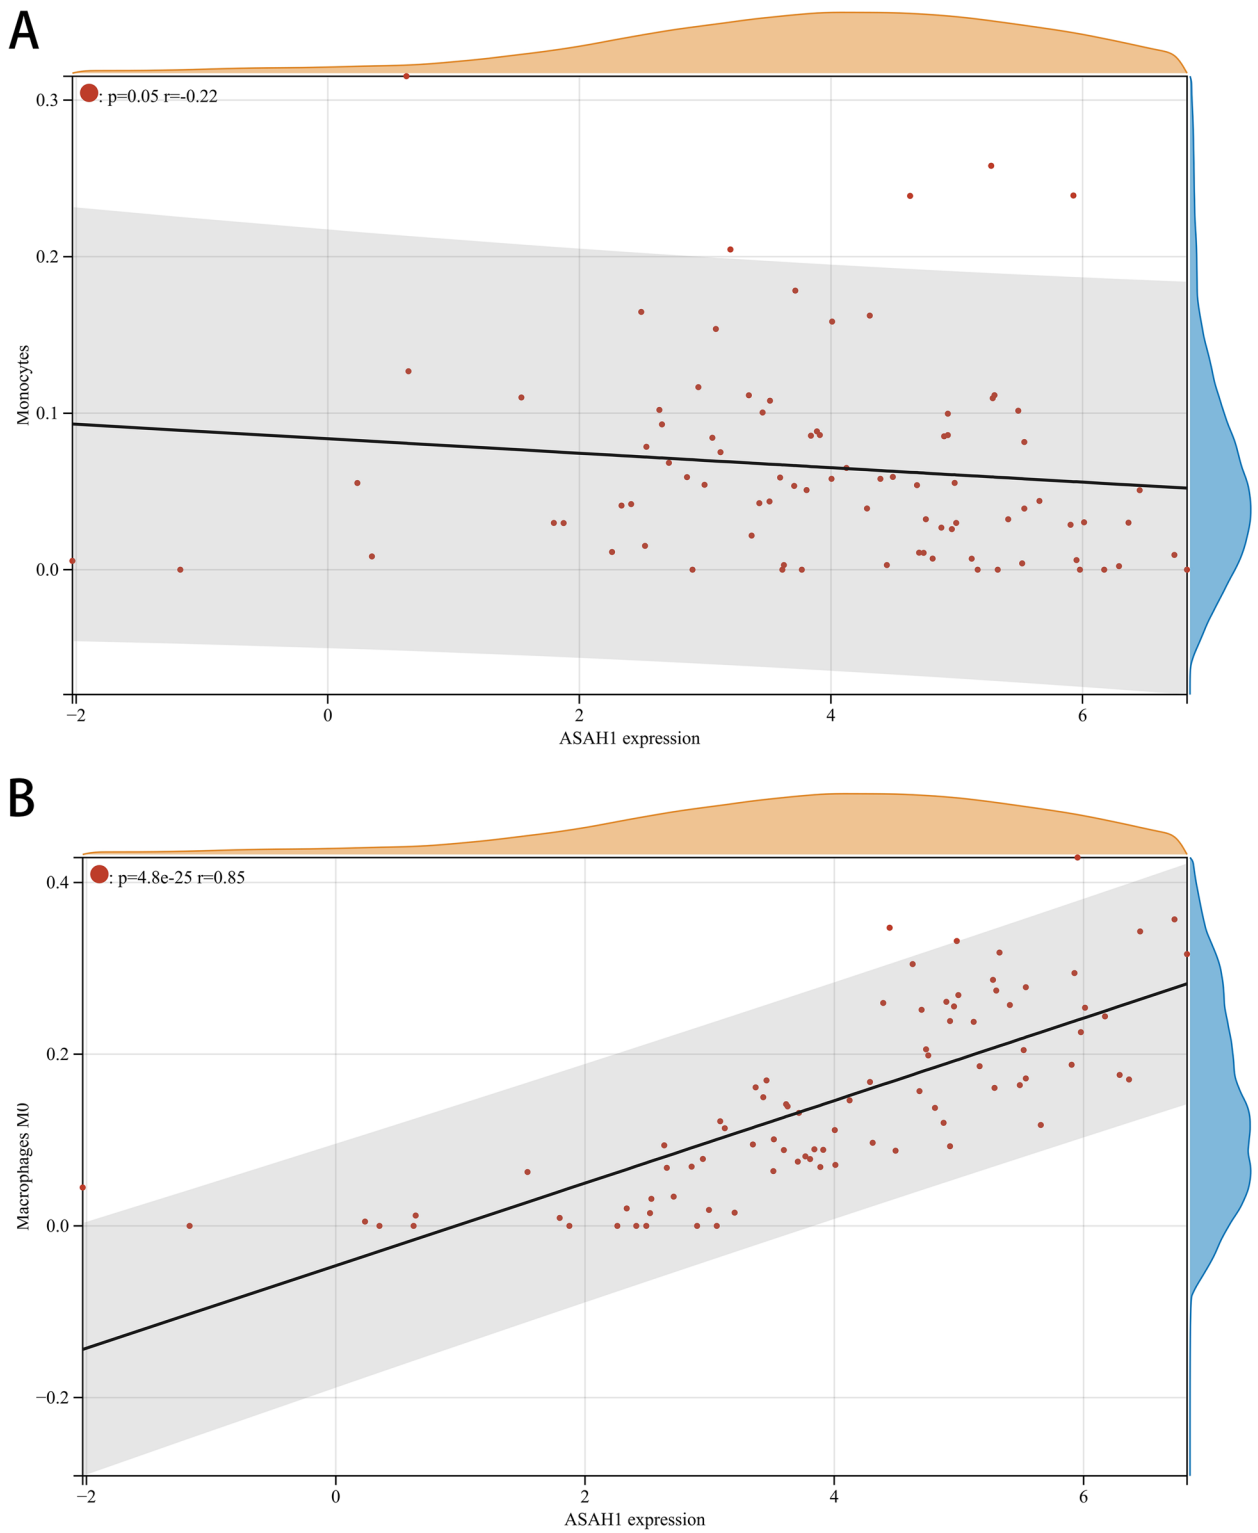 A
: p=0.05 r=-0.22
0.3
0.2
0.1
0.0
Monocytes
−2 0 2 4 6
ASAH1 expression
B
: p=4.8e-25 r=0.85
0.4
0.2
0.0
−0.2
Macrophages M0
−2 0 2 4 6
ASAH1 expression